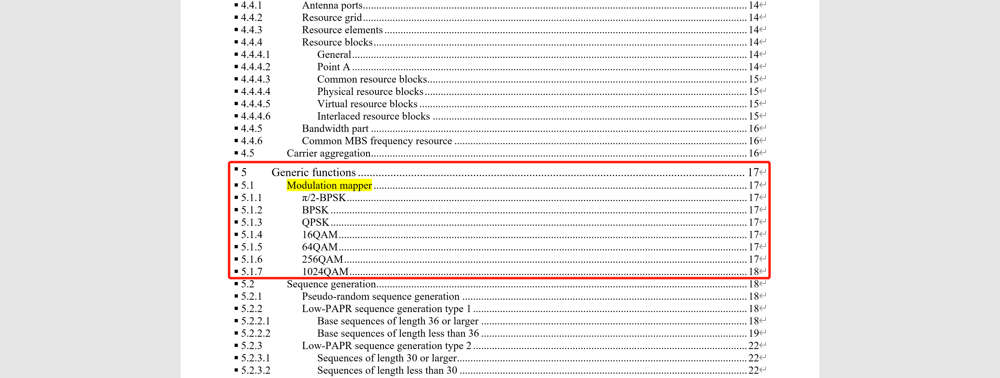 4.4.1 Antenna ports 14
4.4.2 Resource grid 14
4.4.3 Resource elements 14
4.4.4 Resource blocks 14
4.4.4.1 General 14
4.4.4.2 Point A 14
4.4.4.3 Common resource blocks 15
4.4.4.4 Physical resource blocks 15
4.4.4.5 Virtual resource blocks 15
4.4.4.6 Interlaced resource blocks 15
4.4.5 Bandwidth part 16
4.4.6 Common MBS frequency resource 16
4.5 Carrier aggregation 16
5 Generic functions 17
5.1 Modulation mapper 17
5.1.1 π/2-BPSK 17
5.1.2 BPSK 17
5.1.3 QPSK 17
5.1.4 16QAM 17
5.1.5 64QAM 17
5.1.6 256QAM 17
5.1.7 1024QAM 18
5.2 Sequence generation 18
5.2.1 Pseudo-random sequence generation 18
5.2.2 Low-PAPR sequence generation type 1 18
5.2.2.1 Base sequences of length 36 or larger 18
5.2.2.2 Base sequences of length less than 36 19
5.2.3 Low-PAPR sequence generation type 2 22
5.2.3.1 Sequences of length 30 or larger 22
5.2.3.2 Sequences of length less than 30 22